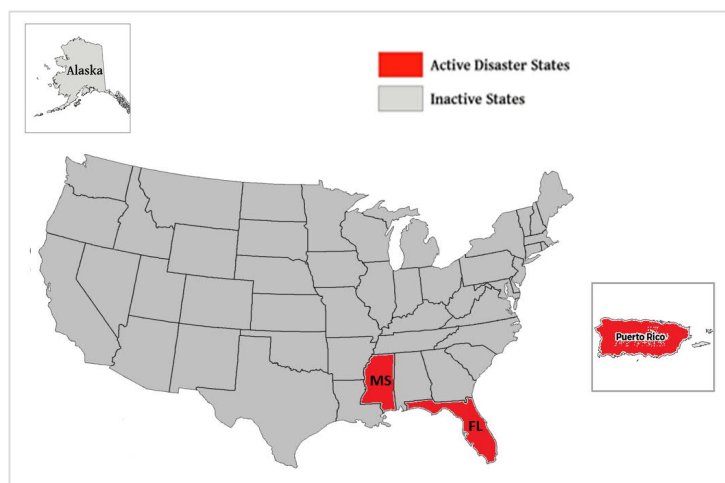 Alaska
Active Disaster States
Inactive States
Puerto Rico
MS
FL